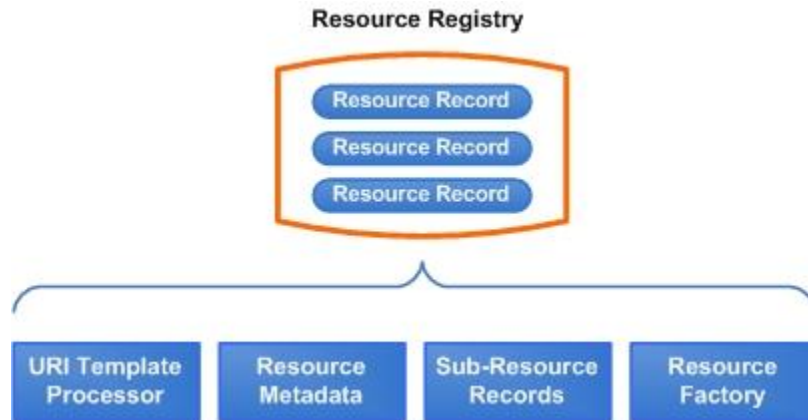 Resource Registry
Resource Record
Resource Record
Resource Record
URI Template
Processor
Resource
Metadata
Sub-Resource
Records
Resource
Factory